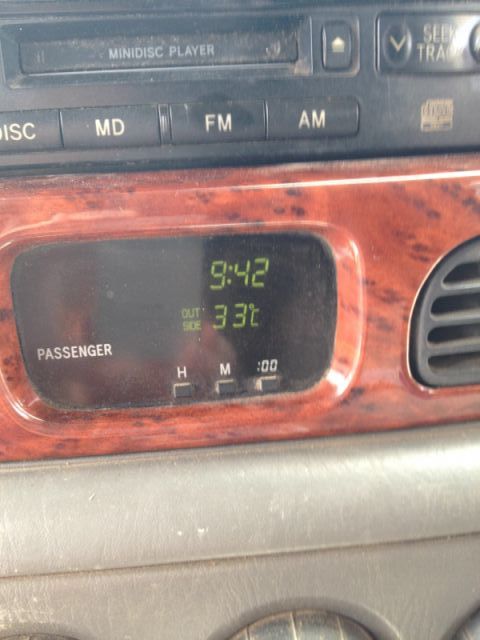 MINIDISC PLAYER
SEEK
TRACK
DISC MD FM AM
9:42
OUT SIDE 33°C
PASSENGER
H M :00